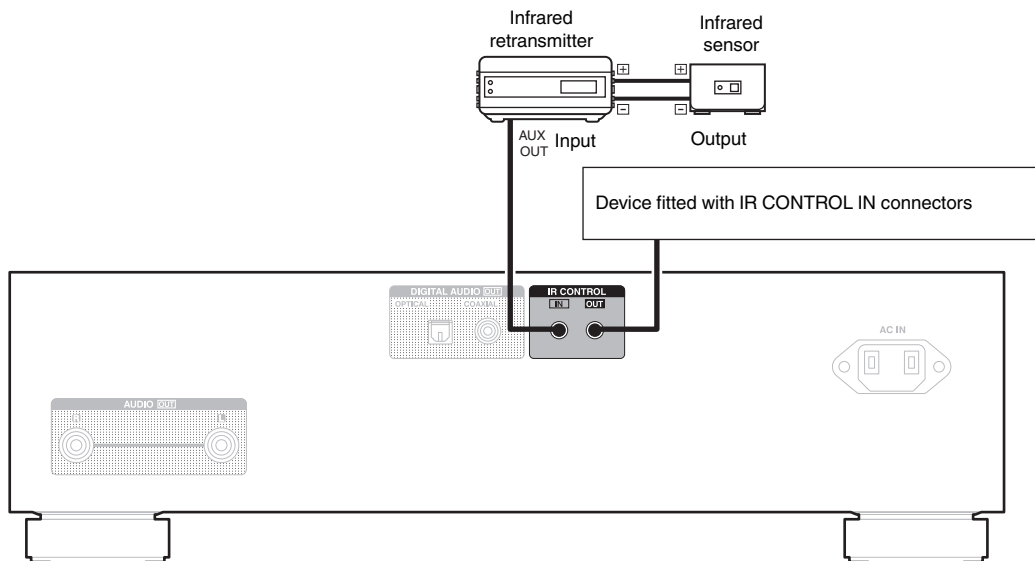 Infrared
retransmitter
Infrared
sensor
+ +
- -
AUX
OUT
Input
Output
Device fitted with IR CONTROL IN connectors
DIGITAL AUDIO OUT
OPTICAL COAXIAL
IR CONTROL
IN OUT
AC IN
AUDIO OUT